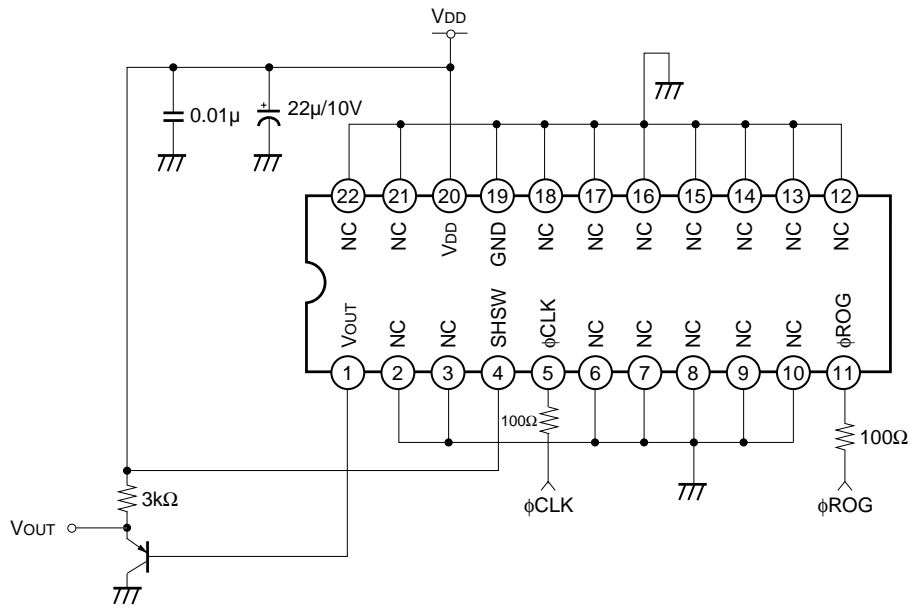 VDD
0.01µ
22µ/10V
+
22 21 20 19 18 17 16 15 14 13 12
NC NC VDD GND NC NC NC NC NC NC NC
VOUT NC NC SHSW ϕCLK NC NC NC NC NC ϕROG
1 2 3 4 5 6 7 8 9 10 11
100Ω
100Ω
3kΩ
ϕCLK
ϕROG
VOUT